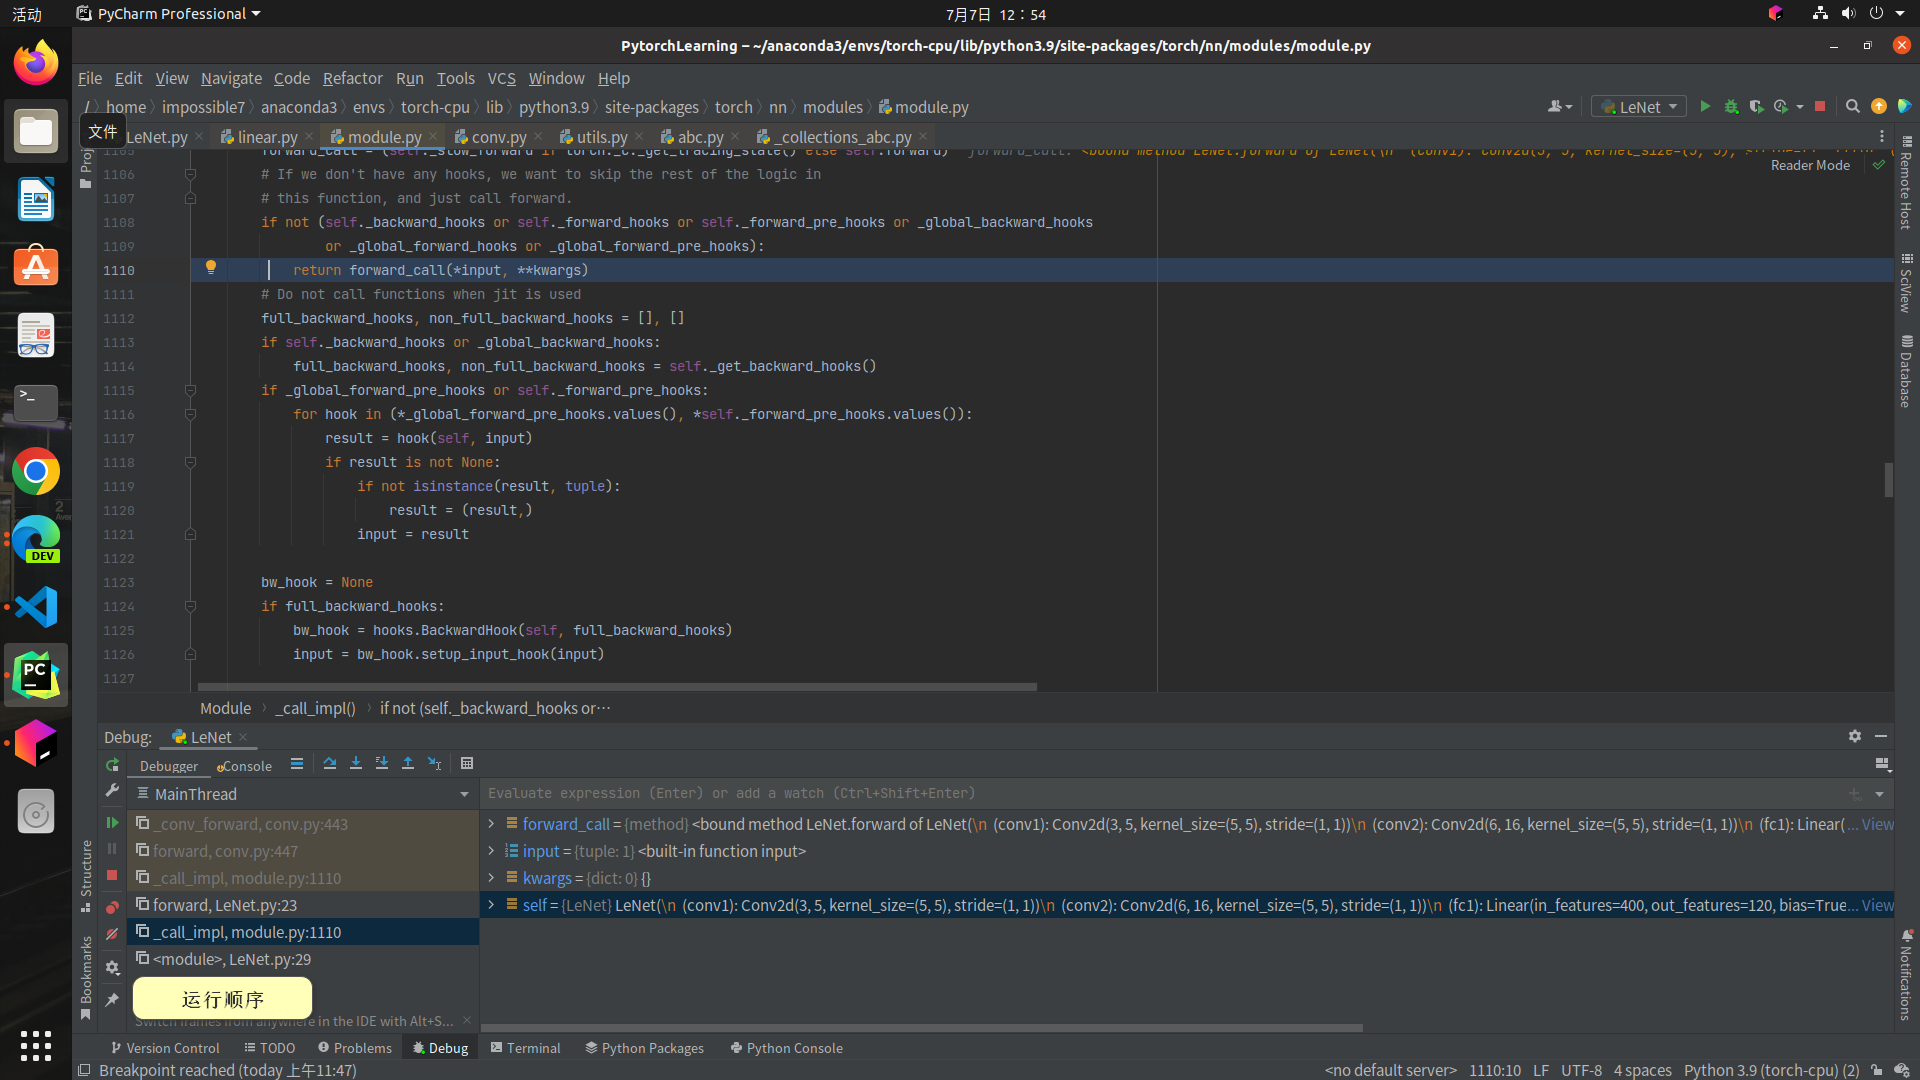 活动
PyCharm Professional
7月7日 12：54
PytorchLearning – ~/anaconda3/envs/torch-cpu/lib/python3.9/site-packages/torch/nn/modules/module.py
File Edit View Navigate Code Refactor Run Tools VCS Window Help
/ home impossible7 anaconda3 envs torch-cpu lib python3.9 site-packages torch nn modules module.py
LeNet
文件
LeNet.py linear.py module.py conv.py utils.py abc.py _collections_abc.py
1105 forward_call = (self._slow_forward if torch._C._get_tracing_state() else self.forward) forward_call: <bound method LeNet.forward of LeNet(\n (conv1): Conv2d(3, 5, kernel_size=(5, 5),
Reader Mode
1106 # If we don't have any hooks, we want to skip the rest of the logic in
1107 # this function, and just call forward.
1108 if not (self._backward_hooks or self._forward_hooks or self._forward_pre_hooks or _global_backward_hooks
1109 or _global_forward_hooks or _global_forward_pre_hooks):
1110 return forward_call(*input, **kwargs)
1111 # Do not call functions when jit is used
1112 full_backward_hooks, non_full_backward_hooks = [], []
1113 if self._backward_hooks or _global_backward_hooks:
1114 full_backward_hooks, non_full_backward_hooks = self._get_backward_hooks()
1115 if _global_forward_pre_hooks or self._forward_pre_hooks:
1116 for hook in (*_global_forward_pre_hooks.values(), *self._forward_pre_hooks.values()):
1117 result = hook(self, input)
1118 if result is not None:
1119 if not isinstance(result, tuple):
1120 result = (result,)
1121 input = result
1122
1123 bw_hook = None
1124 if full_backward_hooks:
1125 bw_hook = hooks.BackwardHook(self, full_backward_hooks)
1126 input = bw_hook.setup_input_hook(input)
1127
Module _call_impl() if not (self._backward_hooks or···
Remote Host
SciView
Database
Notifications
Proj
Structure
Bookmarks
DEV
PC
Debug: LeNet
Debugger Console
MainThread
Evaluate expression (Enter) or add a watch (Ctrl+Shift+Enter)
_conv_forward, conv.py:443
forward, conv.py:447
_call_impl, module.py:1110
forward, LeNet.py:23
_call_impl, module.py:1110
<module>, LeNet.py:29
运行顺序
Switch frames from anywhere in the IDE with Alt+S...
forward_call = {method} <bound method LeNet.forward of LeNet(\n (conv1): Conv2d(3, 5, kernel_size=(5, 5), stride=(1, 1))\n (conv2): Conv2d(6, 16, kernel_size=(5, 5), stride=(1, 1))\n (fc1): Linear(... View
input = {tuple: 1} <built-in function input>
kwargs = {dict: 0} {}
self = {LeNet} LeNet(\n (conv1): Conv2d(3, 5, kernel_size=(5, 5), stride=(1, 1))\n (conv2): Conv2d(6, 16, kernel_size=(5, 5), stride=(1, 1))\n (fc1): Linear(in_features=400, out_features=120, bias=True... View
Version Control TODO Problems Debug Terminal Python Packages Python Console
Breakpoint reached (today 上午11:47)
<no default server> 1110:10 LF UTF-8 4 spaces Python 3.9 (torch-cpu) (2)